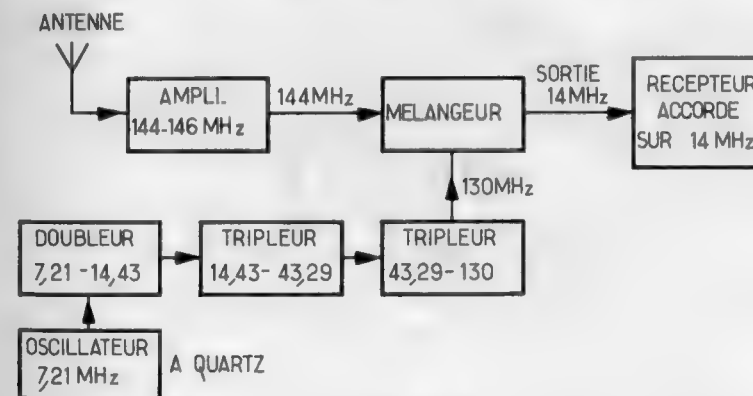 ANTENNE
AMPLI.
144-146 MHz
144MHz
MELANGEUR
SORTIE
14MHz
RECEPTEUR
ACCORDE
SUR 14 MHz
130MHz
DOUBLEUR
7,21 - 14,43
TRIPLEUR
14,43 - 43,29
TRIPLEUR
43,29 - 130
OSCILLATEUR
7,21 MHz
A QUARTZ